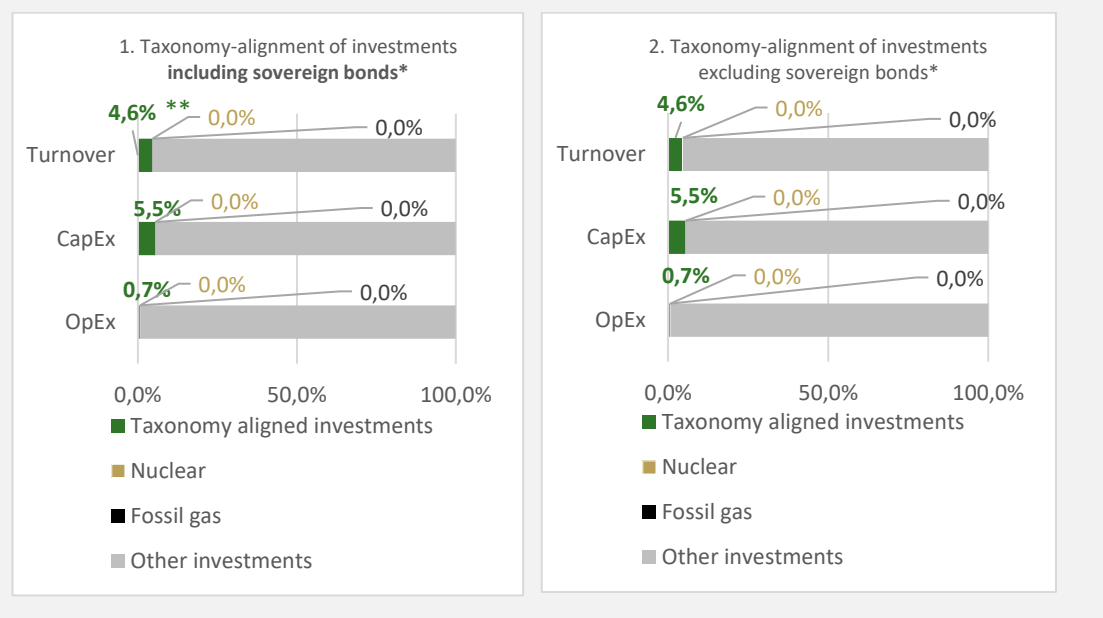 1. Taxonomy-alignment of investments
including sovereign bonds*
4,6% ** 0,0% 0,0%
Turnover
5,5% 0,0% 0,0%
CapEx
0,7% 0,0% 0,0%
OpEx
0,0% 50,0% 100,0%
Taxonomy aligned investments
Nuclear
Fossil gas
Other investments
2. Taxonomy-alignment of investments
excluding sovereign bonds*
4,6% 0,0% 0,0%
Turnover
5,5% 0,0% 0,0%
CapEx
0,7% 0,0% 0,0%
OpEx
0,0% 50,0% 100,0%
Taxonomy aligned investments
Nuclear
Fossil gas
Other investments